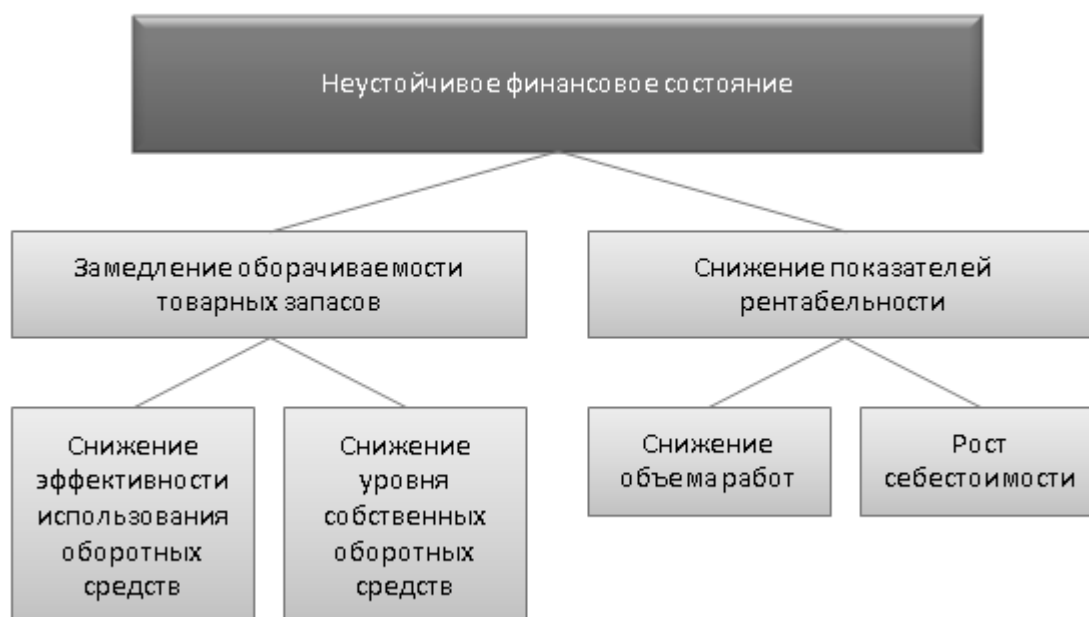 Неустойчивое финансовое состояние
Замедление оборачиваемости
товарных запасов
Снижение показателей
рентабельности
Снижение
эффективности
использования
оборотных
средств
Снижение
уровня
собственных
оборотных
средств
Снижение
объема работ
Рост
себестоимости